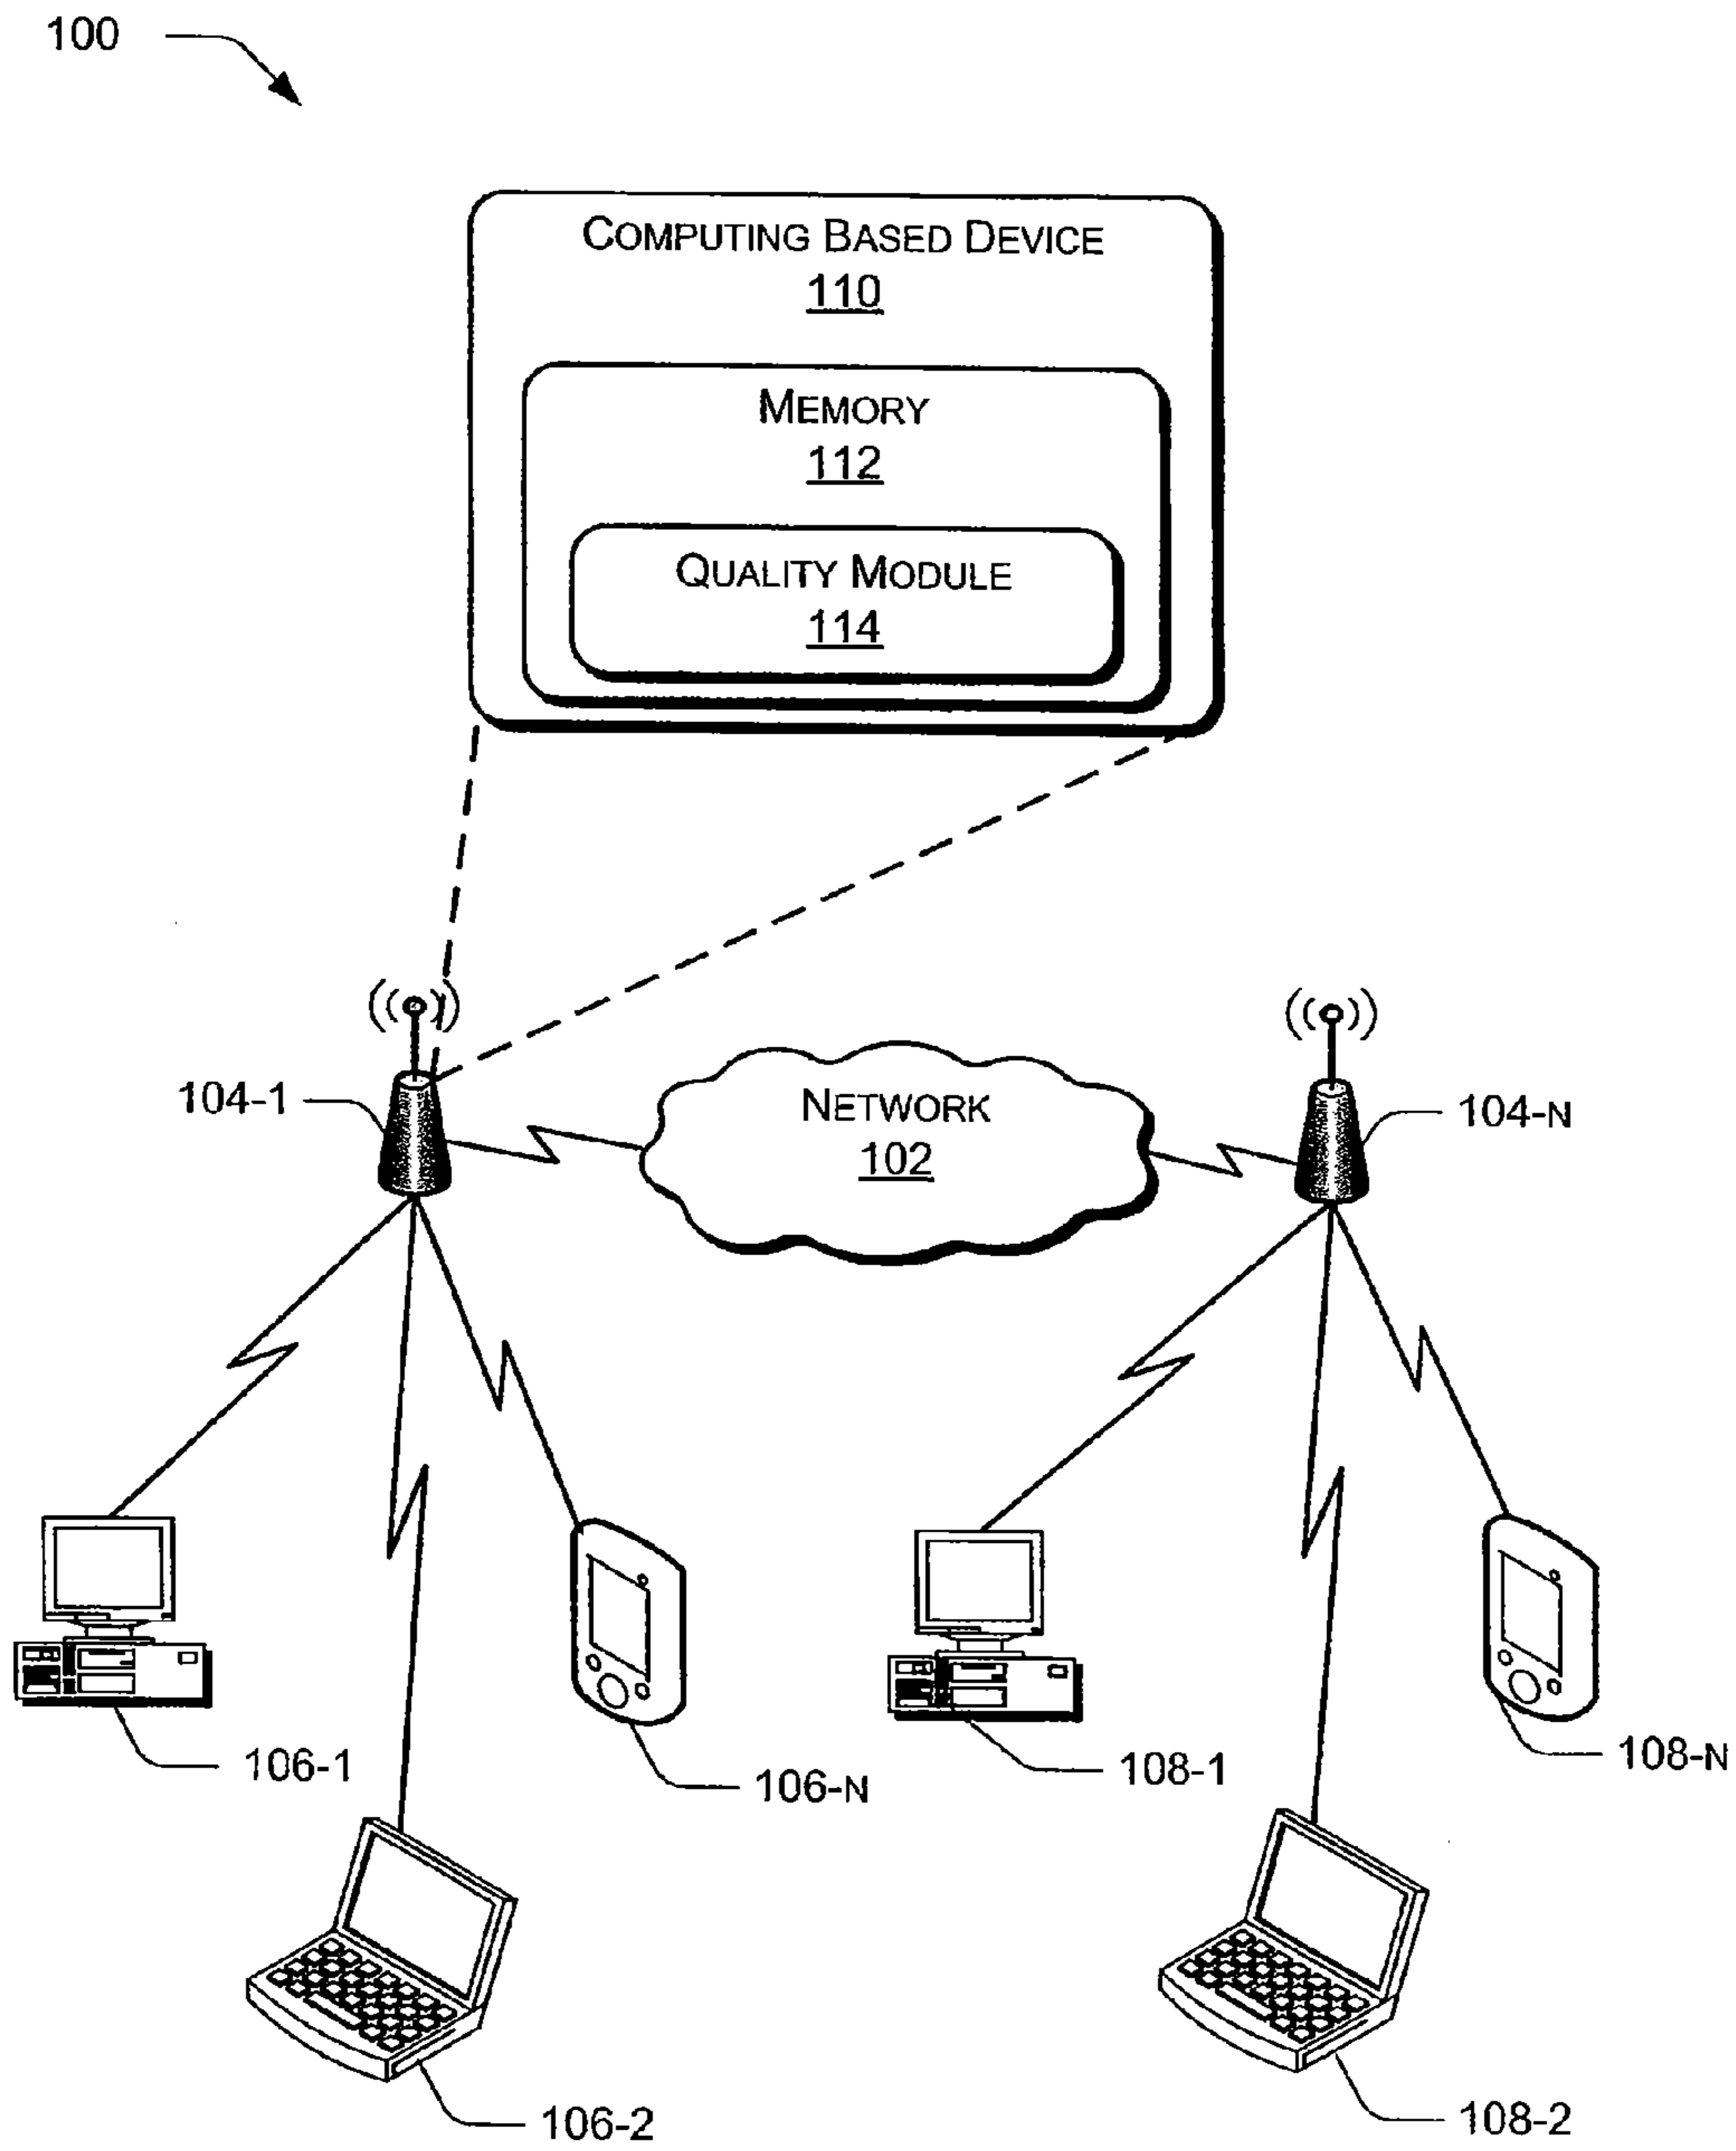 100
COMPUTING BASED DEVICE
110
MEMORY
112
QUALITY MODULE
114
104-1
NETWORK
102
104-N
106-1
106-N
108-1
108-N
106-2
108-2